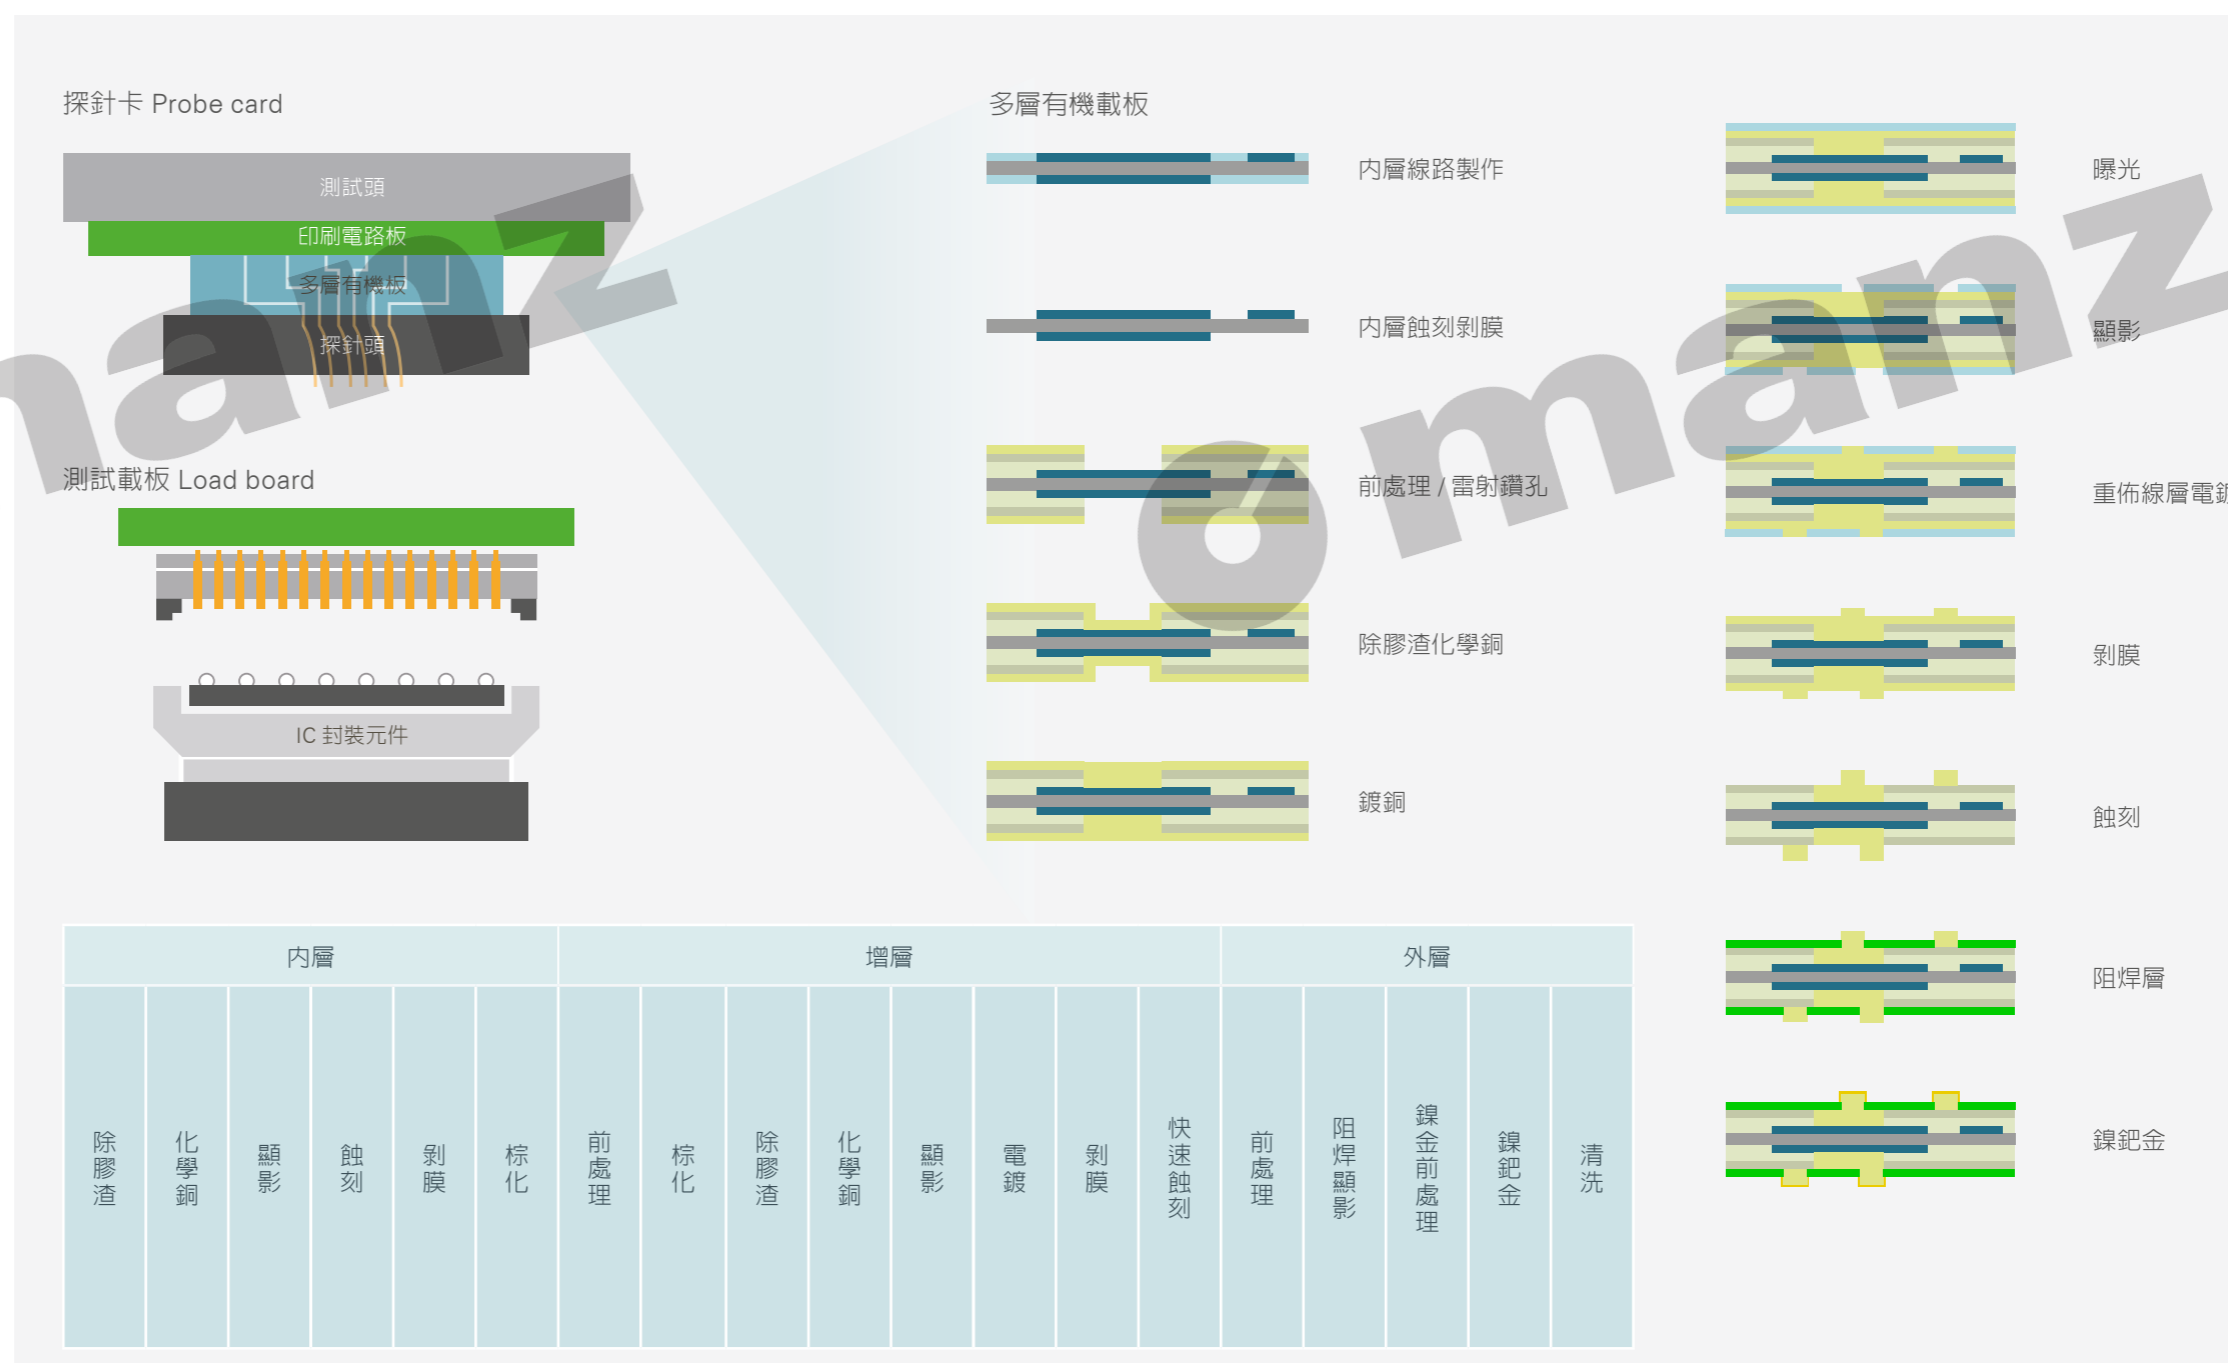 探針卡 Probe card
測試頭
印刷電路板
多層有機板
探針頭
測試載板 Load board
IC 封裝元件
多層有機載板
內層線路製作
內層蝕刻剝膜
前處理 / 雷射鑽孔
除膠渣化學銅
鍍銅
曝光
顯影
重佈線層電
剝膜
蝕刻
阻焊層
鎳鈀金
內層
增層
外層
除膠渣
化學銅
顯影
蝕刻
剝膜
棕化
前處理
棕化
除膠渣
化學銅
顯影
電鍍
剝膜
快速蝕刻
前處理
阻焊顯影
鎳金前處理
鎳鈀金
清洗
manz
manz